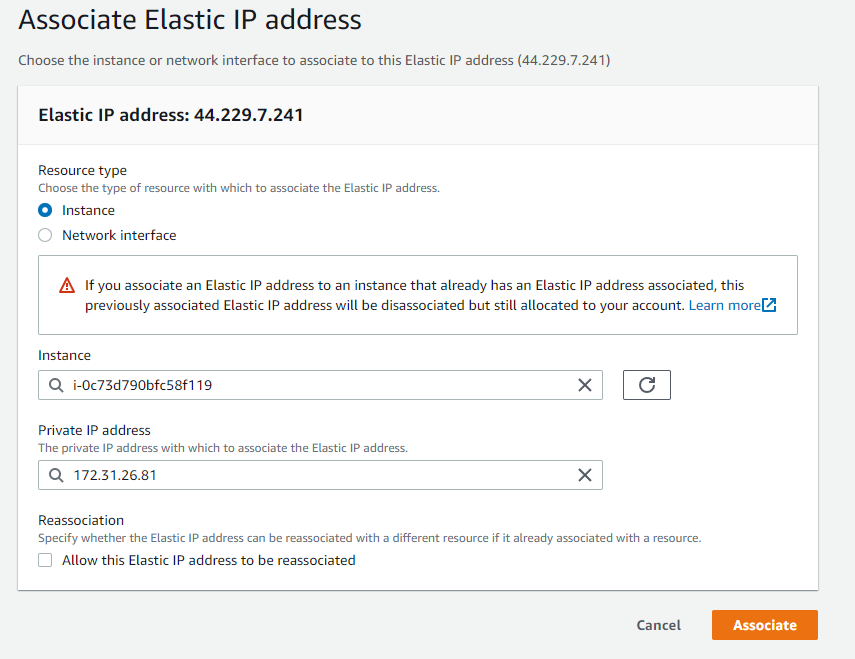 Associate Elastic IP address
Choose the instance or network interface to associate to this Elastic IP address (44.229.7.241)
Elastic IP address: 44.229.7.241
Resource type
Choose the type of resource with which to associate the Elastic IP address.
Instance
Network interface
If you associate an Elastic IP address to an instance that already has an Elastic IP address associated, this
previously associated Elastic IP address will be disassociated but still allocated to your account. Learn more
Instance
i-0c73d790bfc58f119
Private IP address
The private IP address with which to associate the Elastic IP address.
172.31.26.81
Reassociation
Specify whether the Elastic IP address can be reassociated with a different resource if it already associated with a resource.
Allow this Elastic IP address to be reassociated
Cancel
Associate